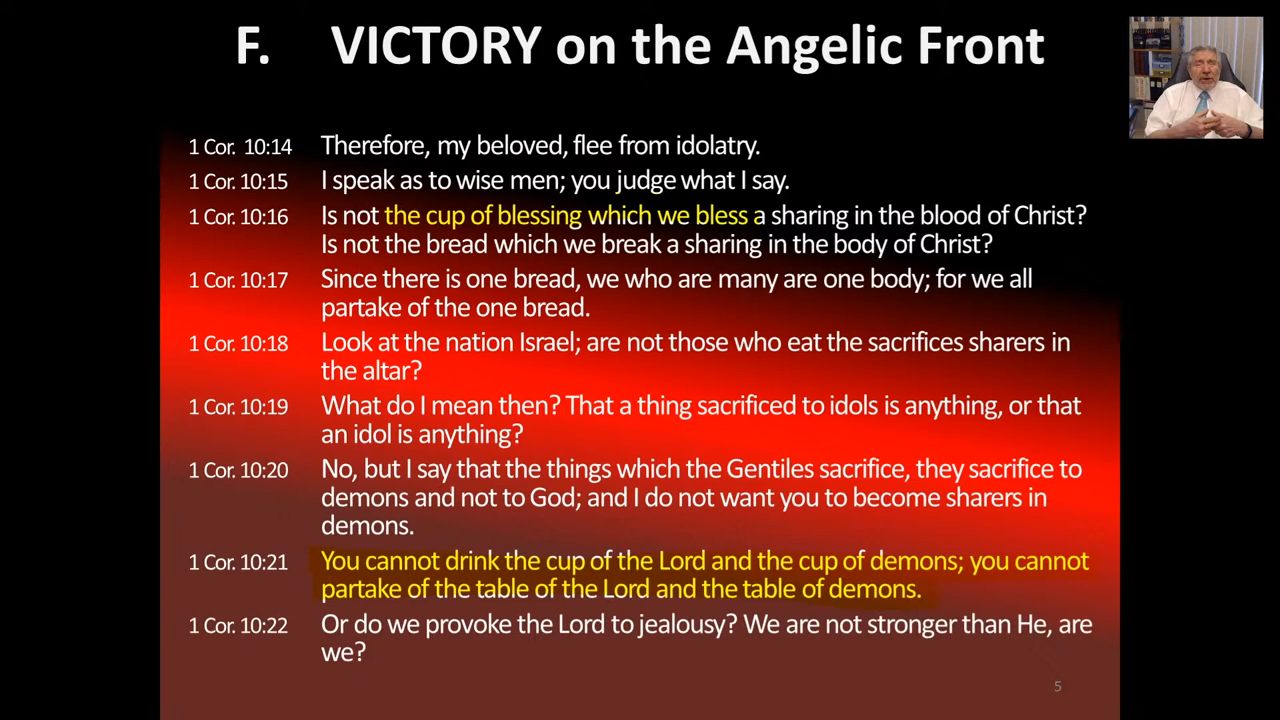 F. VICTORY on the Angelic Front
1 Cor. 10:14 Therefore, my beloved, flee from idolatry.
1 Cor. 10:15 I speak as to wise men; you judge what I say.
1 Cor. 10:16 Is not the cup of blessing which we bless a sharing in the blood of Christ?
Is not the bread which we break a sharing in the body of Christ?
1 Cor. 10:17 Since there is one bread, we who are many are one body; for we all
partake of the one bread.
1 Cor. 10:18 Look at the nation Israel; are not those who eat the sacrifices sharers in
the altar?
1 Cor. 10:19 What do I mean then? That a thing sacrificed to idols is anything, or that
an idol is anything?
1 Cor. 10:20 No, but I say that the things which the Gentiles sacrifice, they sacrifice to
demons and not to God; and I do not want you to become sharers in
demons.
1 Cor. 10:21 You cannot drink the cup of the Lord and the cup of demons; you cannot
partake of the table of the Lord and the table of demons.
1 Cor. 10:22 Or do we provoke the Lord to jealousy? We are not stronger than He, are
we?
5